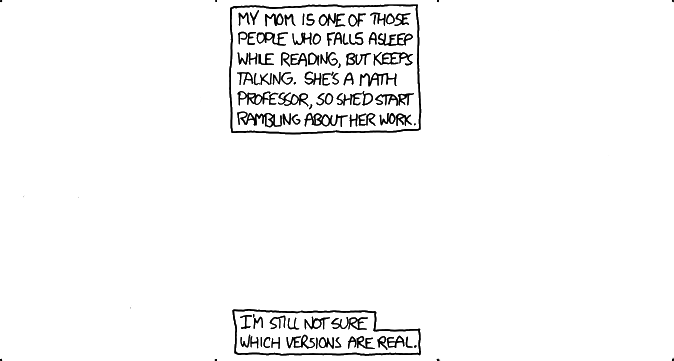 MY MOM IS ONE OF THOSE
PEOPLE WHO FALLS ASLEEP
WHILE READING, BUT KEEPS
TALKING. SHE'S A MATH
PROFESSOR, SO SHE'D START
RAMBLING ABOUT HER WORK.
I'M STILL NOT SURE
WHICH VERSIONS ARE REAL.